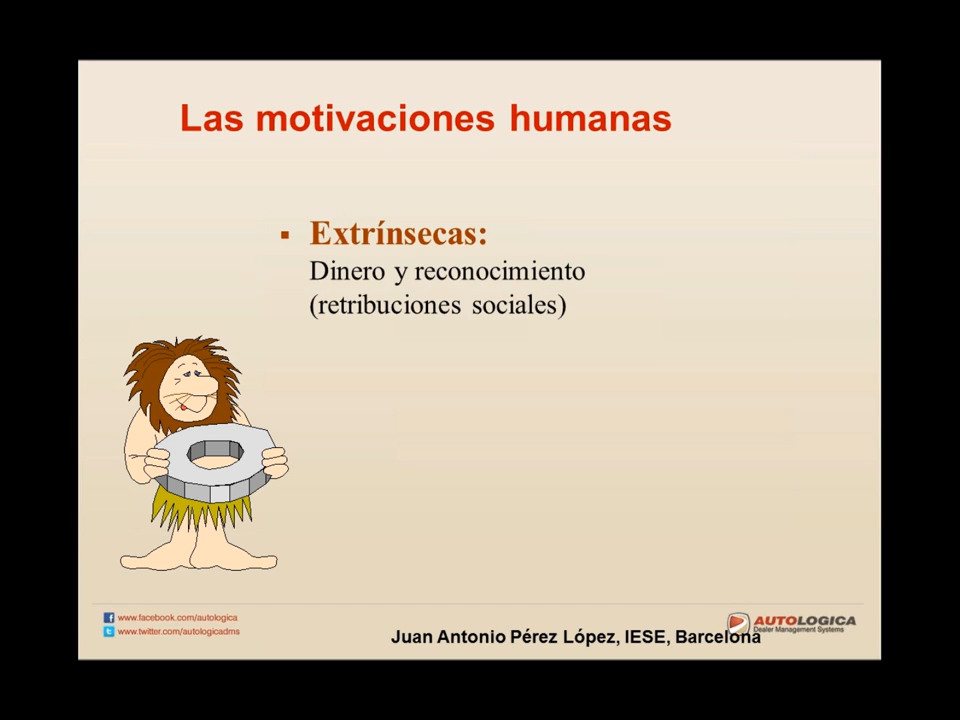 Las motivaciones humanas
▪ Extrínsecas:
Dinero y reconocimiento
(retribuciones sociales)
www.facebook.com/autologica
www.twitter.com/autologicadms
AUTOLOGICA
Dealer Management Systems
Juan Antonio Pérez López, IESE, Barcelona